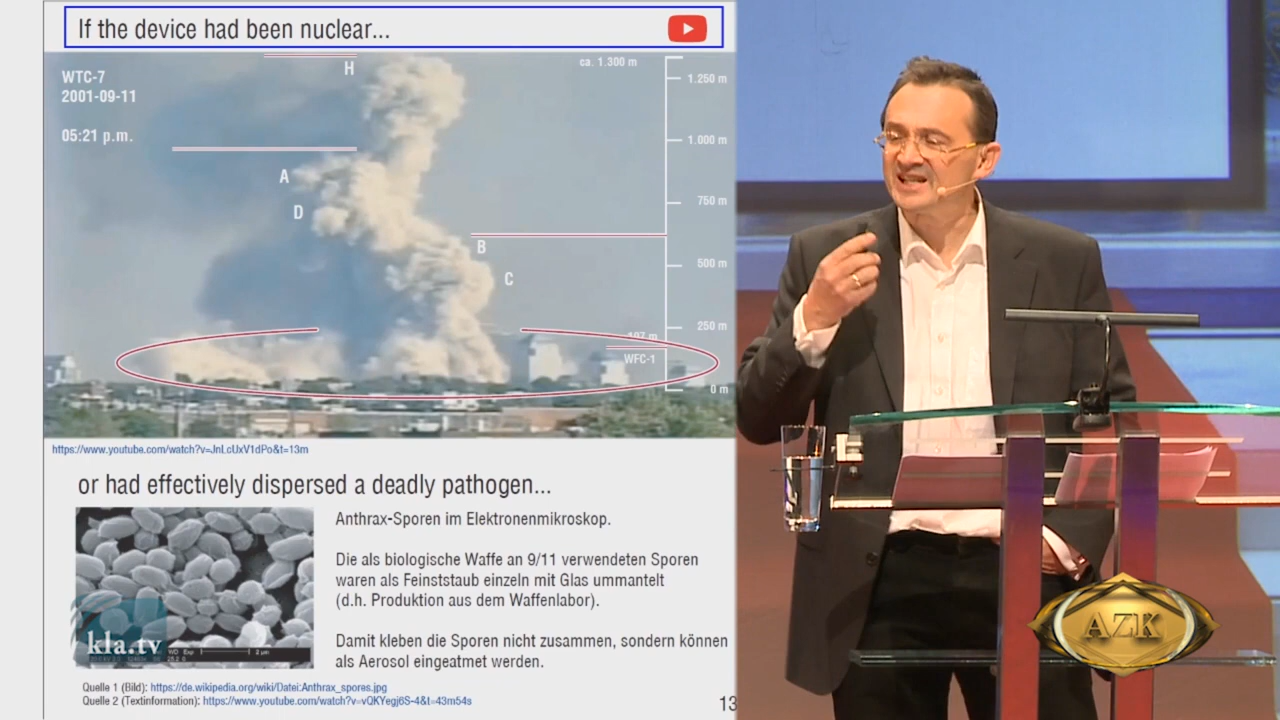 If the device had been nuclear...
WTC-7
2001-09-11
05:21 p.m.
H
A
D
B
C
ca. 1.300 m
1.250 m
1.000 m
750 m
500 m
250 m
WFC-1
0 m
https://www.youtube.com/watch?v=JnLcUxV1dPo&t=13m
or had effectively dispersed a deadly pathogen...
Anthrax-Sporen im Elektronenmikroskop.
Die als biologische Waffe an 9/11 verwendeten Sporen
waren als Feinststaub einzeln mit Glas ummantelt
(d.h. Produktion aus dem Waffenlabor).
Damit kleben die Sporen nicht zusammen, sondern können
als Aerosol eingeatmet werden.
kla.tv
WD Exp
2 µm
Quelle 1 (Bild): https://de.wikipedia.org/wiki/Datei:Anthrax_spores.jpg
Quelle 2 (Textinformation): https://www.youtube.com/watch?v=vQKYegj6S-4&t=43m54s
13
AZK